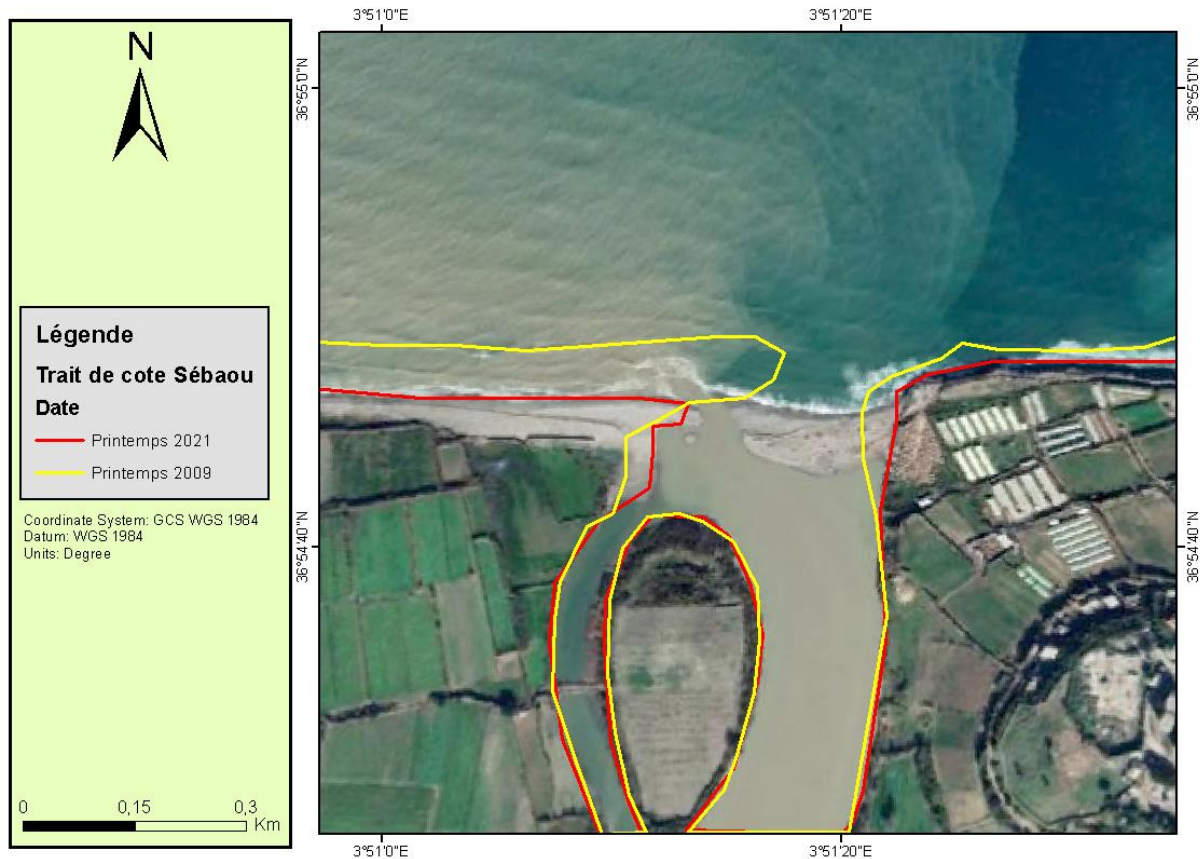 N
Légende
Trait de cote Sébaou
Date
Printemps 2021
Printemps 2009
Coordinate System: GCS WGS 1984
Datum: WGS 1984
Units: Degree
0 0,15 0,3
Km
3°51'0"E 3°51'20"E
36°55'0"N 36°55'0"N
36°54'40"N 36°54'40"N
3°51'0"E 3°51'20"E